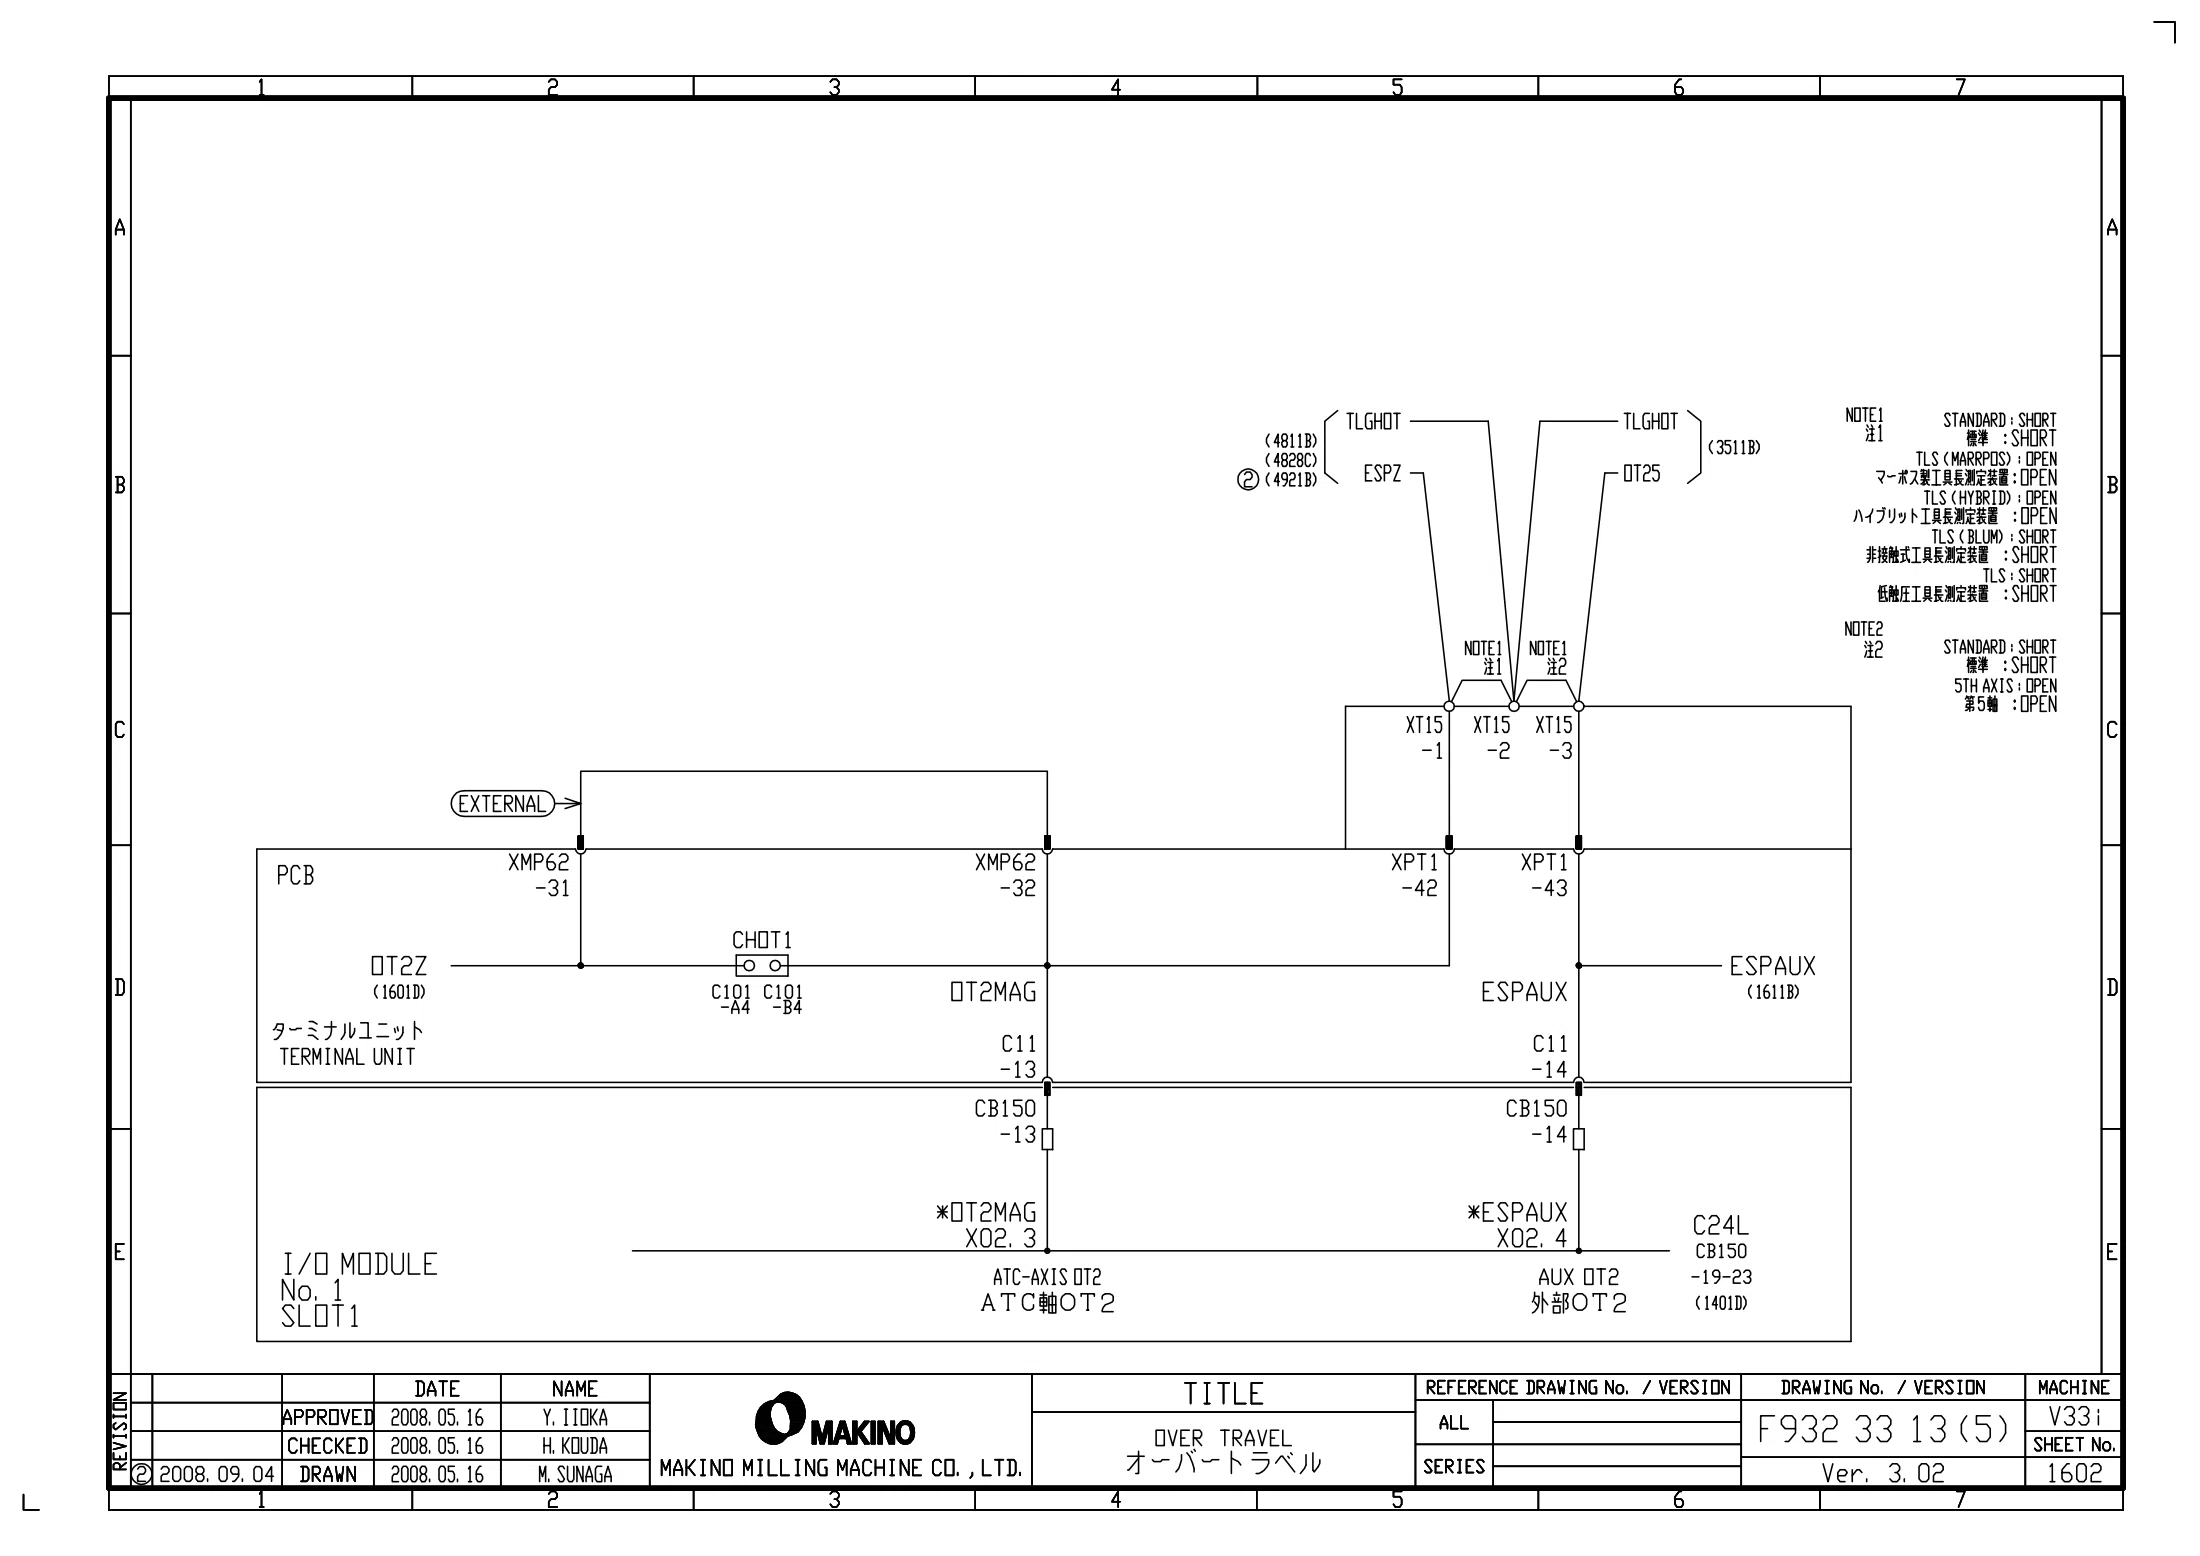 1 2 3 4 5 6 7
A A
B B
C C
D D
E E
TLGHOT
ESPZ
(4811B)
(4828C)
② (4921B)
TLGHOT
OT25
(3511B)
NOTE1
注1
STANDARD : SHORT
標準 : SHORT
TLS (MARRPOS) : OPEN
マーポス製工具長測定装置 : OPEN
TLS (HYBRID) : OPEN
ハイブリット工具長測定装置 : OPEN
TLS (BLUM) : SHORT
非接触式工具長測定装置 : SHORT
TLS : SHORT
低触圧工具長測定装置 : SHORT
NOTE2
注2
STANDARD : SHORT
標準 : SHORT
5TH AXIS : OPEN
第5軸 : OPEN
NOTE1
注1
NOTE1
注2
XT15
-1
XT15
-2
XT15
-3
EXTERNAL
PCB
XMP62
-31
XMP62
-32
XPT1
-42
XPT1
-43
OT2Z
(1601D)
CHOT1
C101
-A4
C101
-B4
OT2MAG
ESPAUX
ESPAUX
(1611B)
ターミナルユニット
TERMINAL UNIT
C11
-13
C11
-14
CB150
-13
CB150
-14
*OT2MAG
X02. 3
*ESPAUX
X02. 4
C24L
CB150
-19-23
(1401D)
I/O MODULE
No. 1
SLOT1
ATC-AXIS OT2
ATC軸OT2
AUX OT2
外部OT2
REVISION
DATE NAME
APPROVED 2008. 05. 16 Y. IIOKA
CHECKED 2008. 05. 16 H. KOUDA
② 2008. 09. 04 DRAWN 2008. 05. 16 M. SUNAGA
MAKINO
MAKINO MILLING MACHINE CO. , LTD.
TITLE
OVER TRAVEL
オーバートラベル
REFERENCE DRAWING No. / VERSION
ALL
SERIES
DRAWING No. / VERSION
F932 33 13 (5)
Ver. 3. 02
MACHINE
V33i
SHEET No.
1602
1 2 3 4 5 6 7